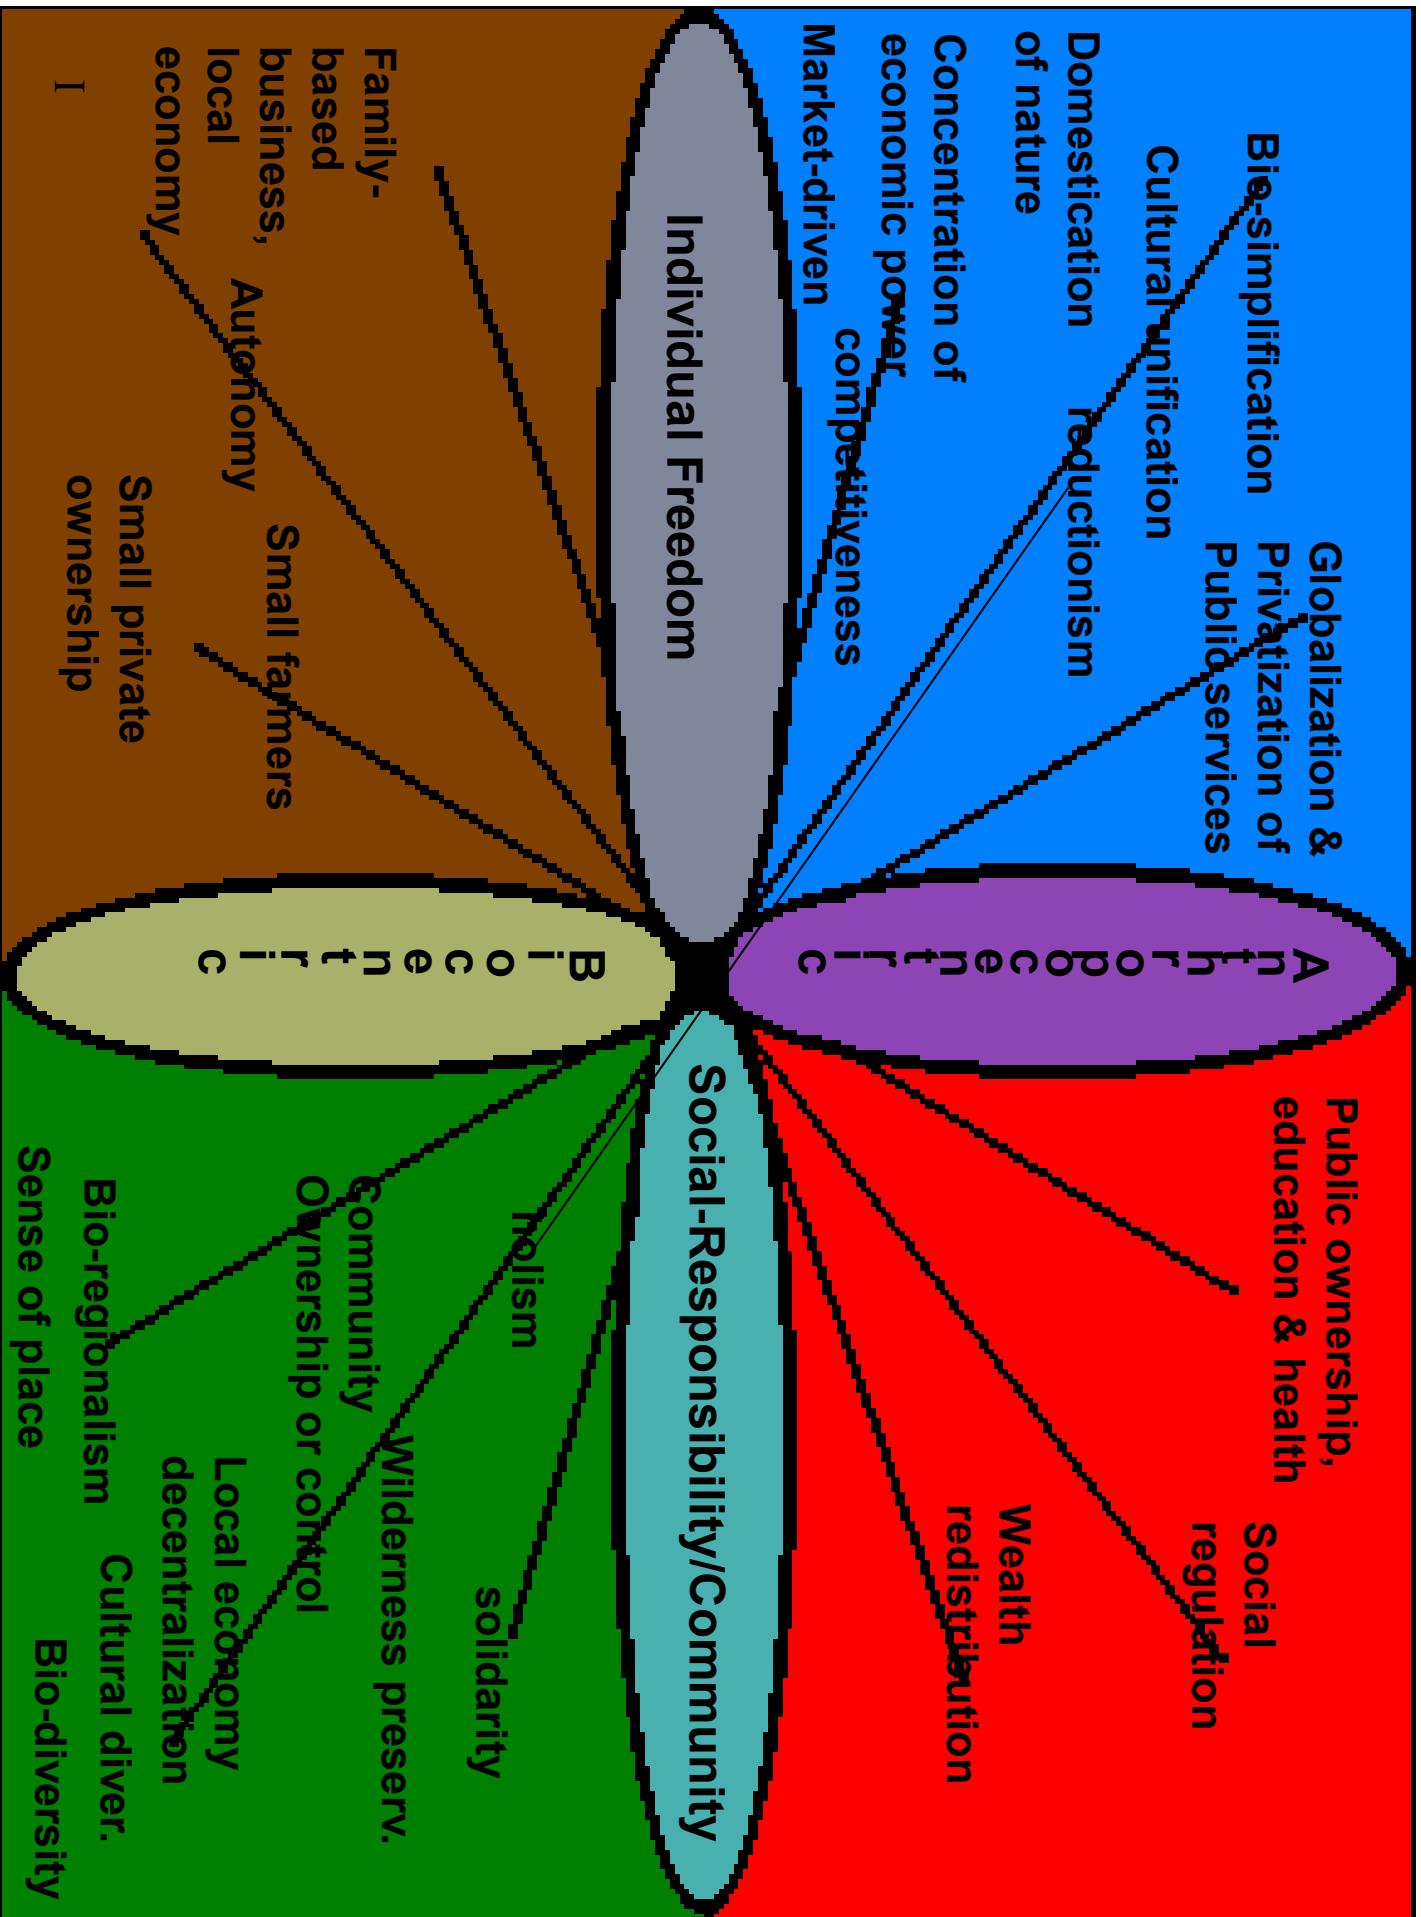 Globalization &
Privatization of
Public services
Bio-simplification
Cultural unification
Domestication
of nature
reductionism
Concentration of
economic power
competitiveness
Market-driven
Anthropocentric
Public ownership,
education & health
Social
regulation
Wealth
redistribution
Individual Freedom
Social-Responsibility/Community
Family-
based
business,
local
economy
Autonomy
Small farmers
Small private
ownership
I
Biocentric
holism
solidarity
Wilderness preserv.
Community
Ownership or control
Local economy
decentralization
Bio-regionalism
Cultural diver.
Sense of place
Bio-diversity